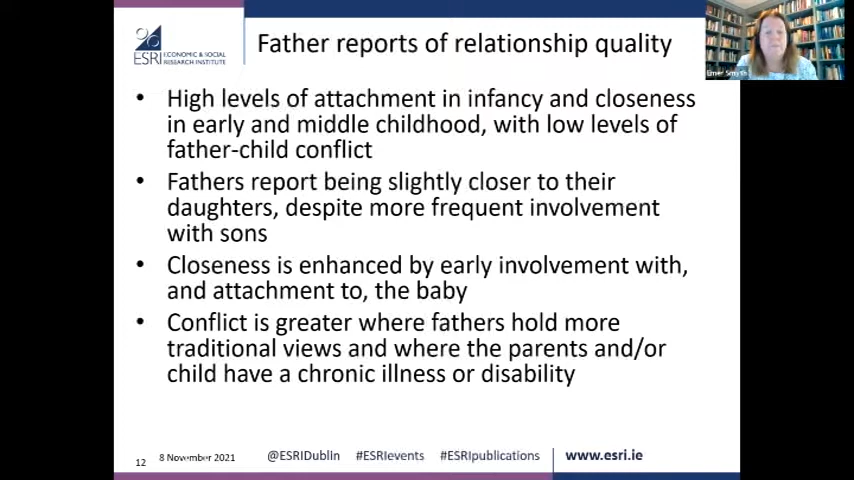 ESRI ECONOMIC & SOCIAL
RESEARCH INSTITUTE
Father reports of relationship quality
Emer Smyth
• High levels of attachment in infancy and closeness
in early and middle childhood, with low levels of
father-child conflict
• Fathers report being slightly closer to their
daughters, despite more frequent involvement
with sons
• Closeness is enhanced by early involvement with,
and attachment to, the baby
• Conflict is greater where fathers hold more
traditional views and where the parents and/or
child have a chronic illness or disability
12 8 November 2021 @ESRIDublin #ESRIevents #ESRIpublications www.esri.ie